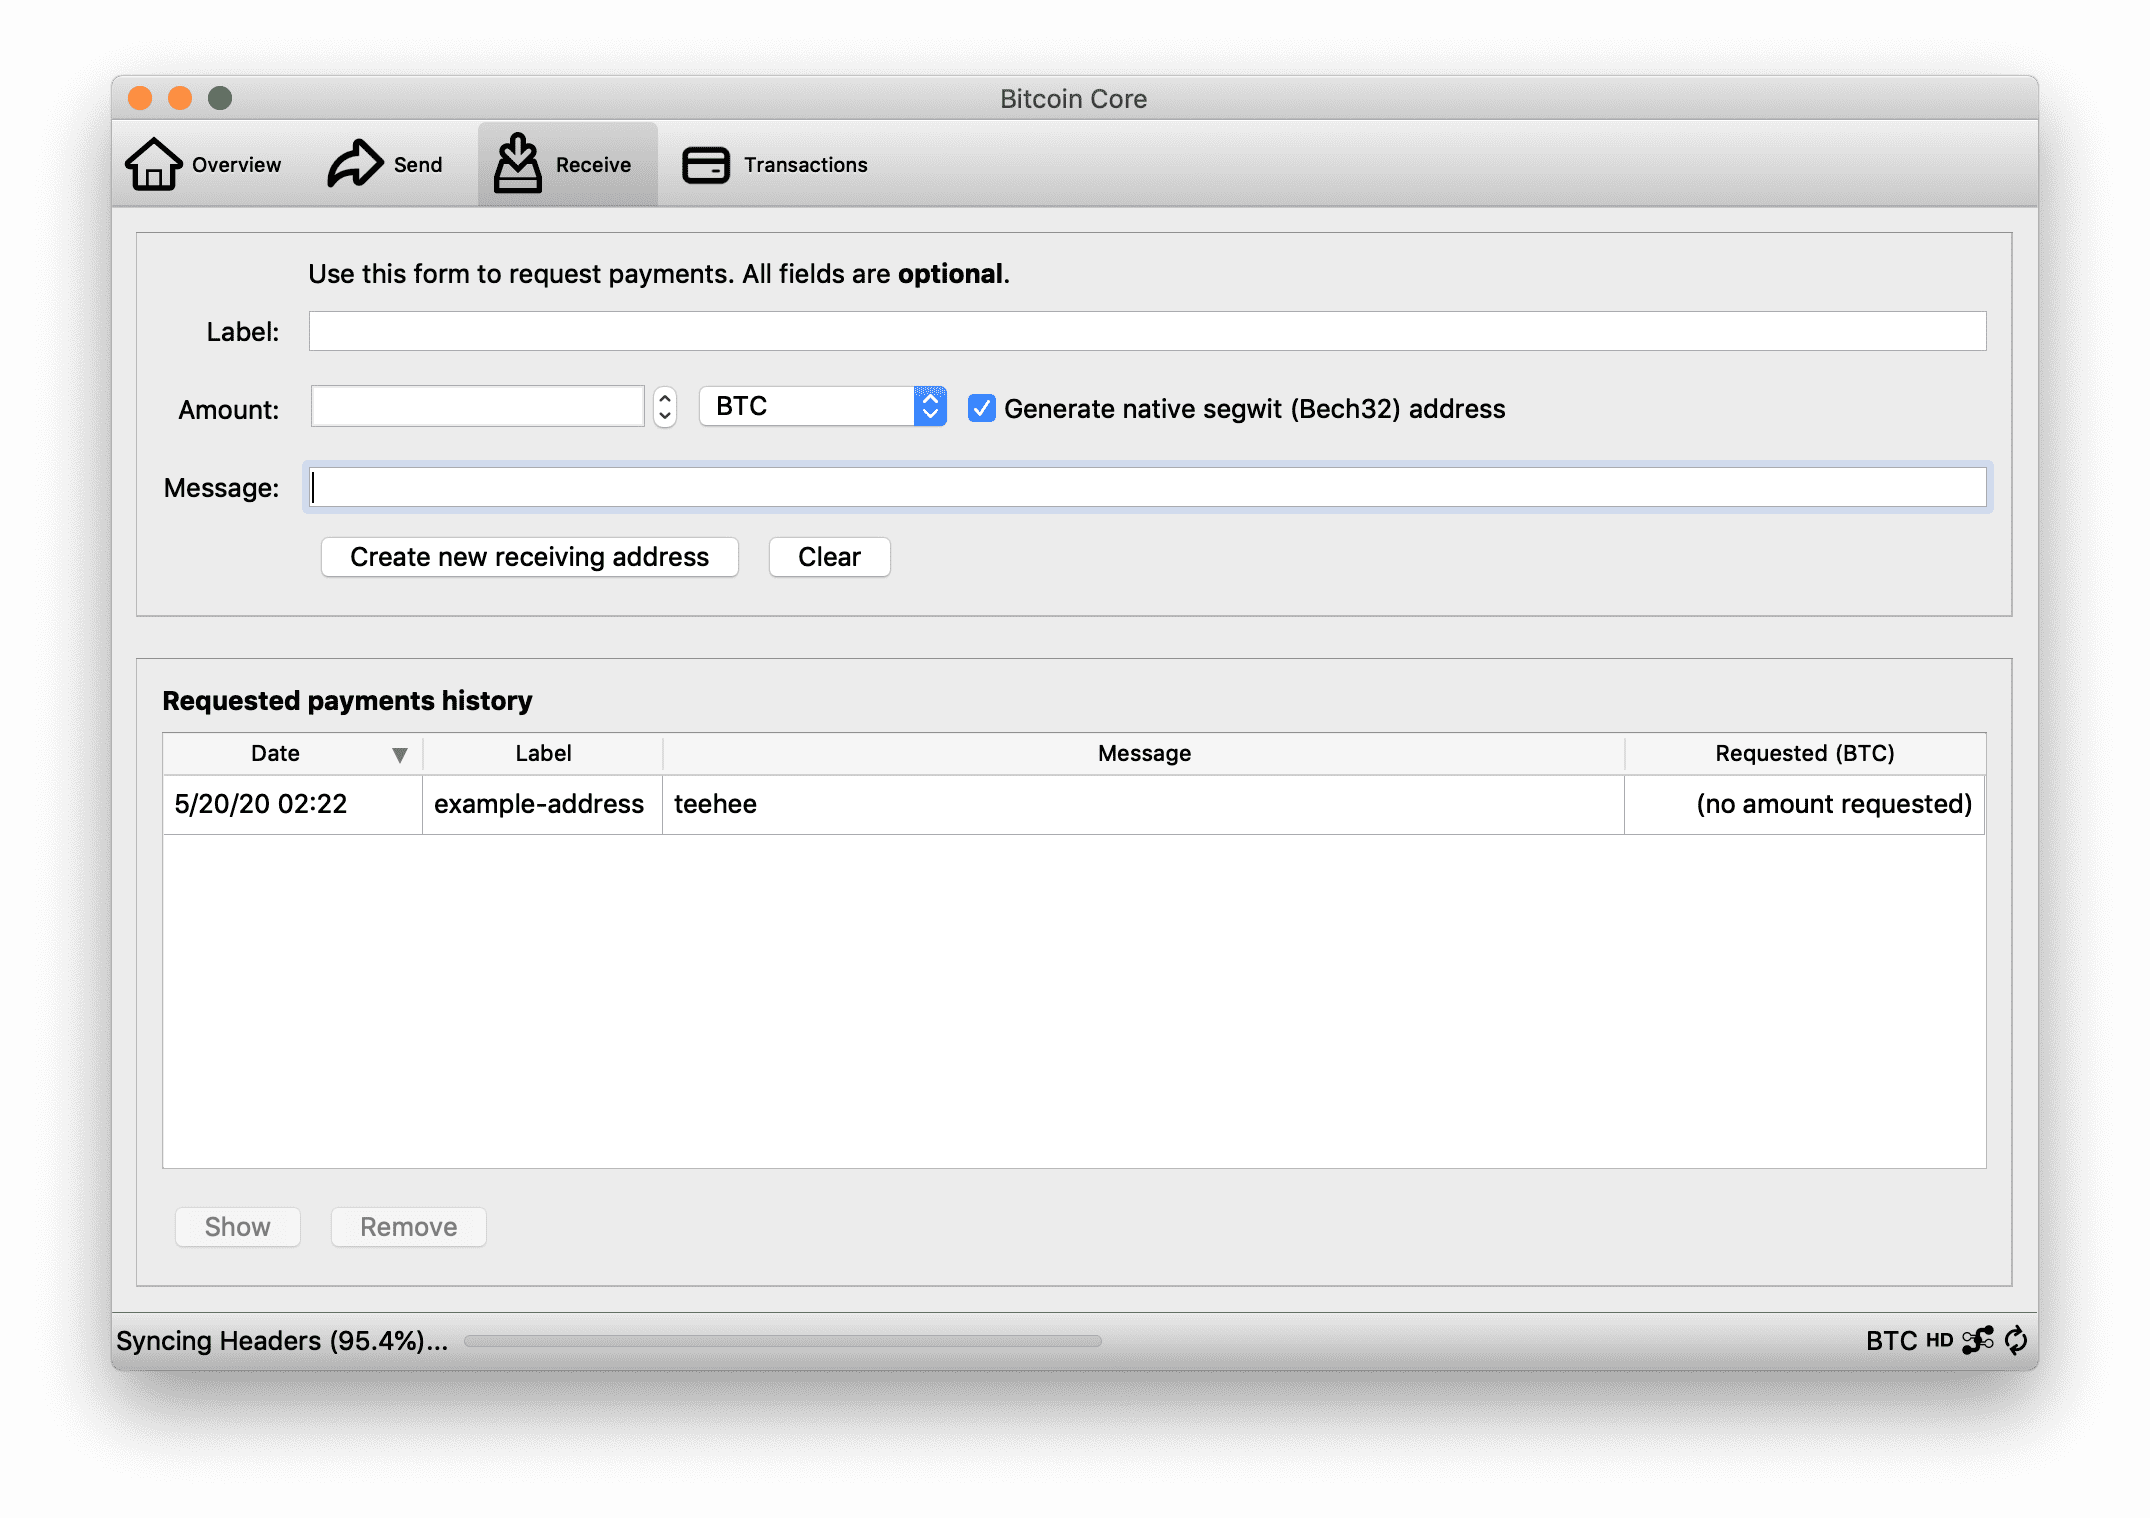 Bitcoin Core
Overview Send Receive Transactions
Use this form to request payments. All fields are optional.
Label:
Amount: BTC Generate native segwit (Bech32) address
Message:
Create new receiving address Clear
Requested payments history
Date Label Message Requested (BTC)
5/20/20 02:22 example-address teehee (no amount requested)
Show Remove
Syncing Headers (95.4%)... BTC HD